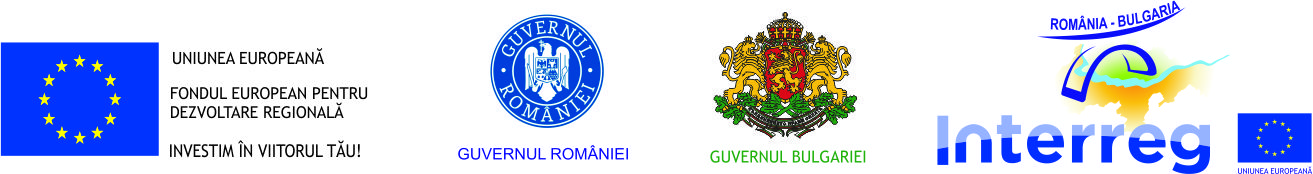 UNIUNEA EUROPEANĂ
FONDUL EUROPEAN PENTRU
DEZVOLTARE REGIONALĂ
INVESTIM ÎN VIITORUL TĂU!
GUVERNUL
ROMÂNIEI
GUVERNUL ROMÂNIEI
GUVERNUL BULGARIEI
ROMÂNIA - BULGARIA
Interreg
UNIUNEA EUROPEANĂ